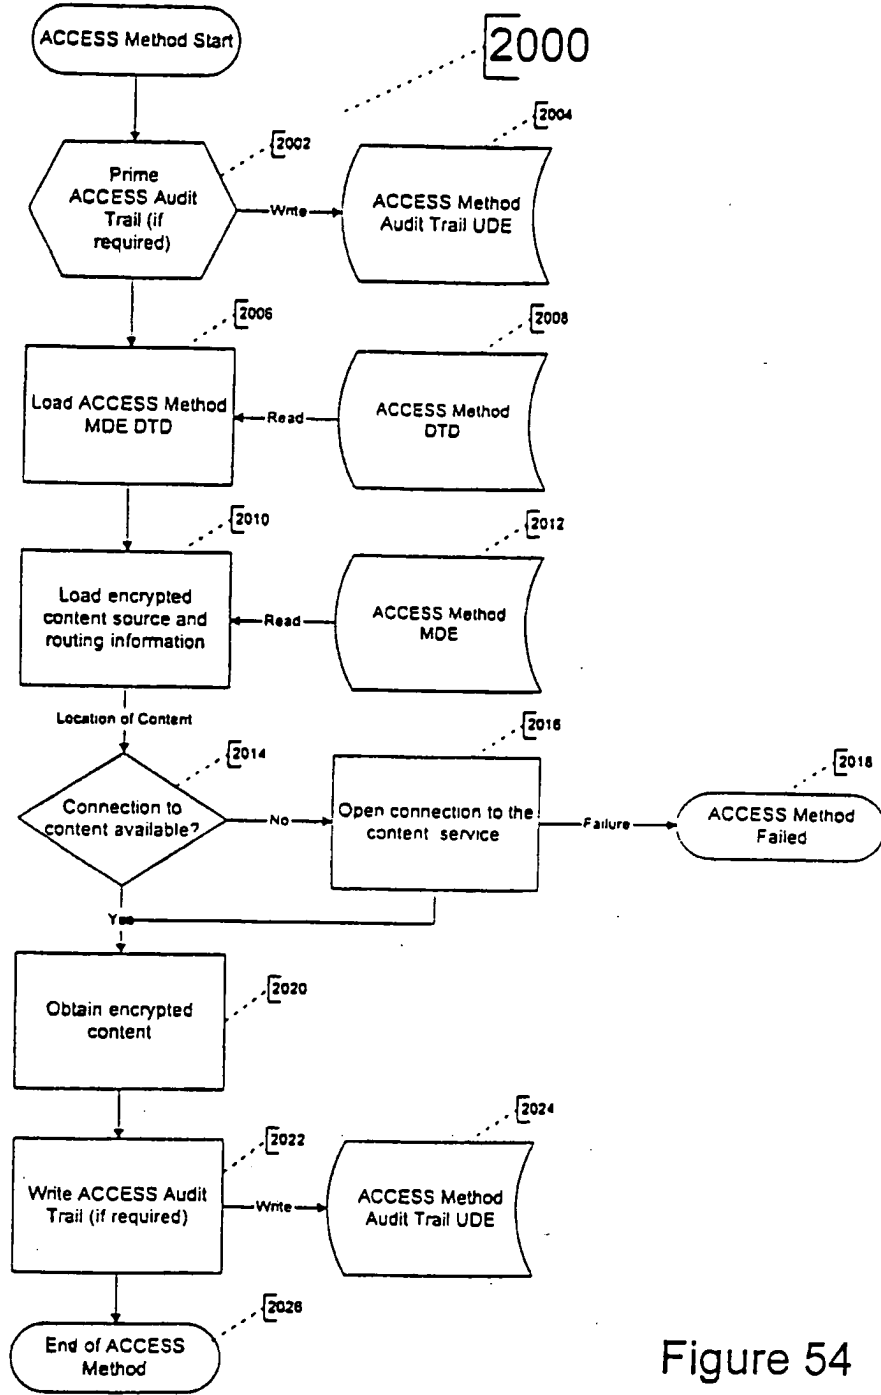 ACCESS Method Start
2000
2002
2004
Prime
ACCESS Audit
Trail (if
required)
Write
ACCESS Method
Audit Trail UDE
2006
2008
Load ACCESS Method
MDE DTD
Read
ACCESS Method
DTD
2010
2012
Load encrypted
content source and
routing information
Read
ACCESS Method
MDE
Location of Content
2014
2016
2018
Connection to
content available?
No
Open connection to the
content service
Failure
ACCESS Method
Failed
Y
2020
Obtain encrypted
content
2022
2024
Write ACCESS Audit
Trail (if required)
Write
ACCESS Method
Audit Trail UDE
2026
End of ACCESS
Method
Figure 54